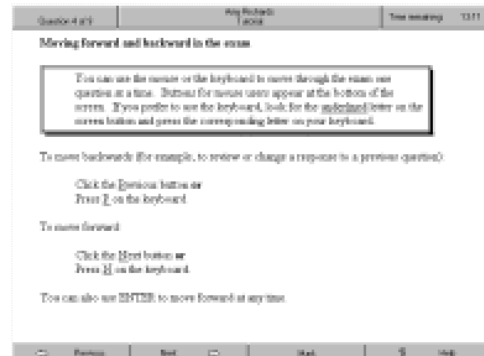 Question 4 of 9
Amy Richards
Tutorial
Time remaining 13:11
Moving forward and backward in the exam
You can use the mouse or the keyboard to move through the exam one
question at a time. Buttons for mouse users appear at the bottom of the
screen. If you prefer to use the keyboard, look for the underlined letter on the
screen button and press the corresponding letter on your keyboard.
To move backwards (for example, to review or change a response to a previous question):
Click the Previous button or
Press P on the keyboard.
To move forward:
Click the Next button or
Press N on the keyboard.
You can also use ENTER to move forward at any time.
Previous Next Mark Help